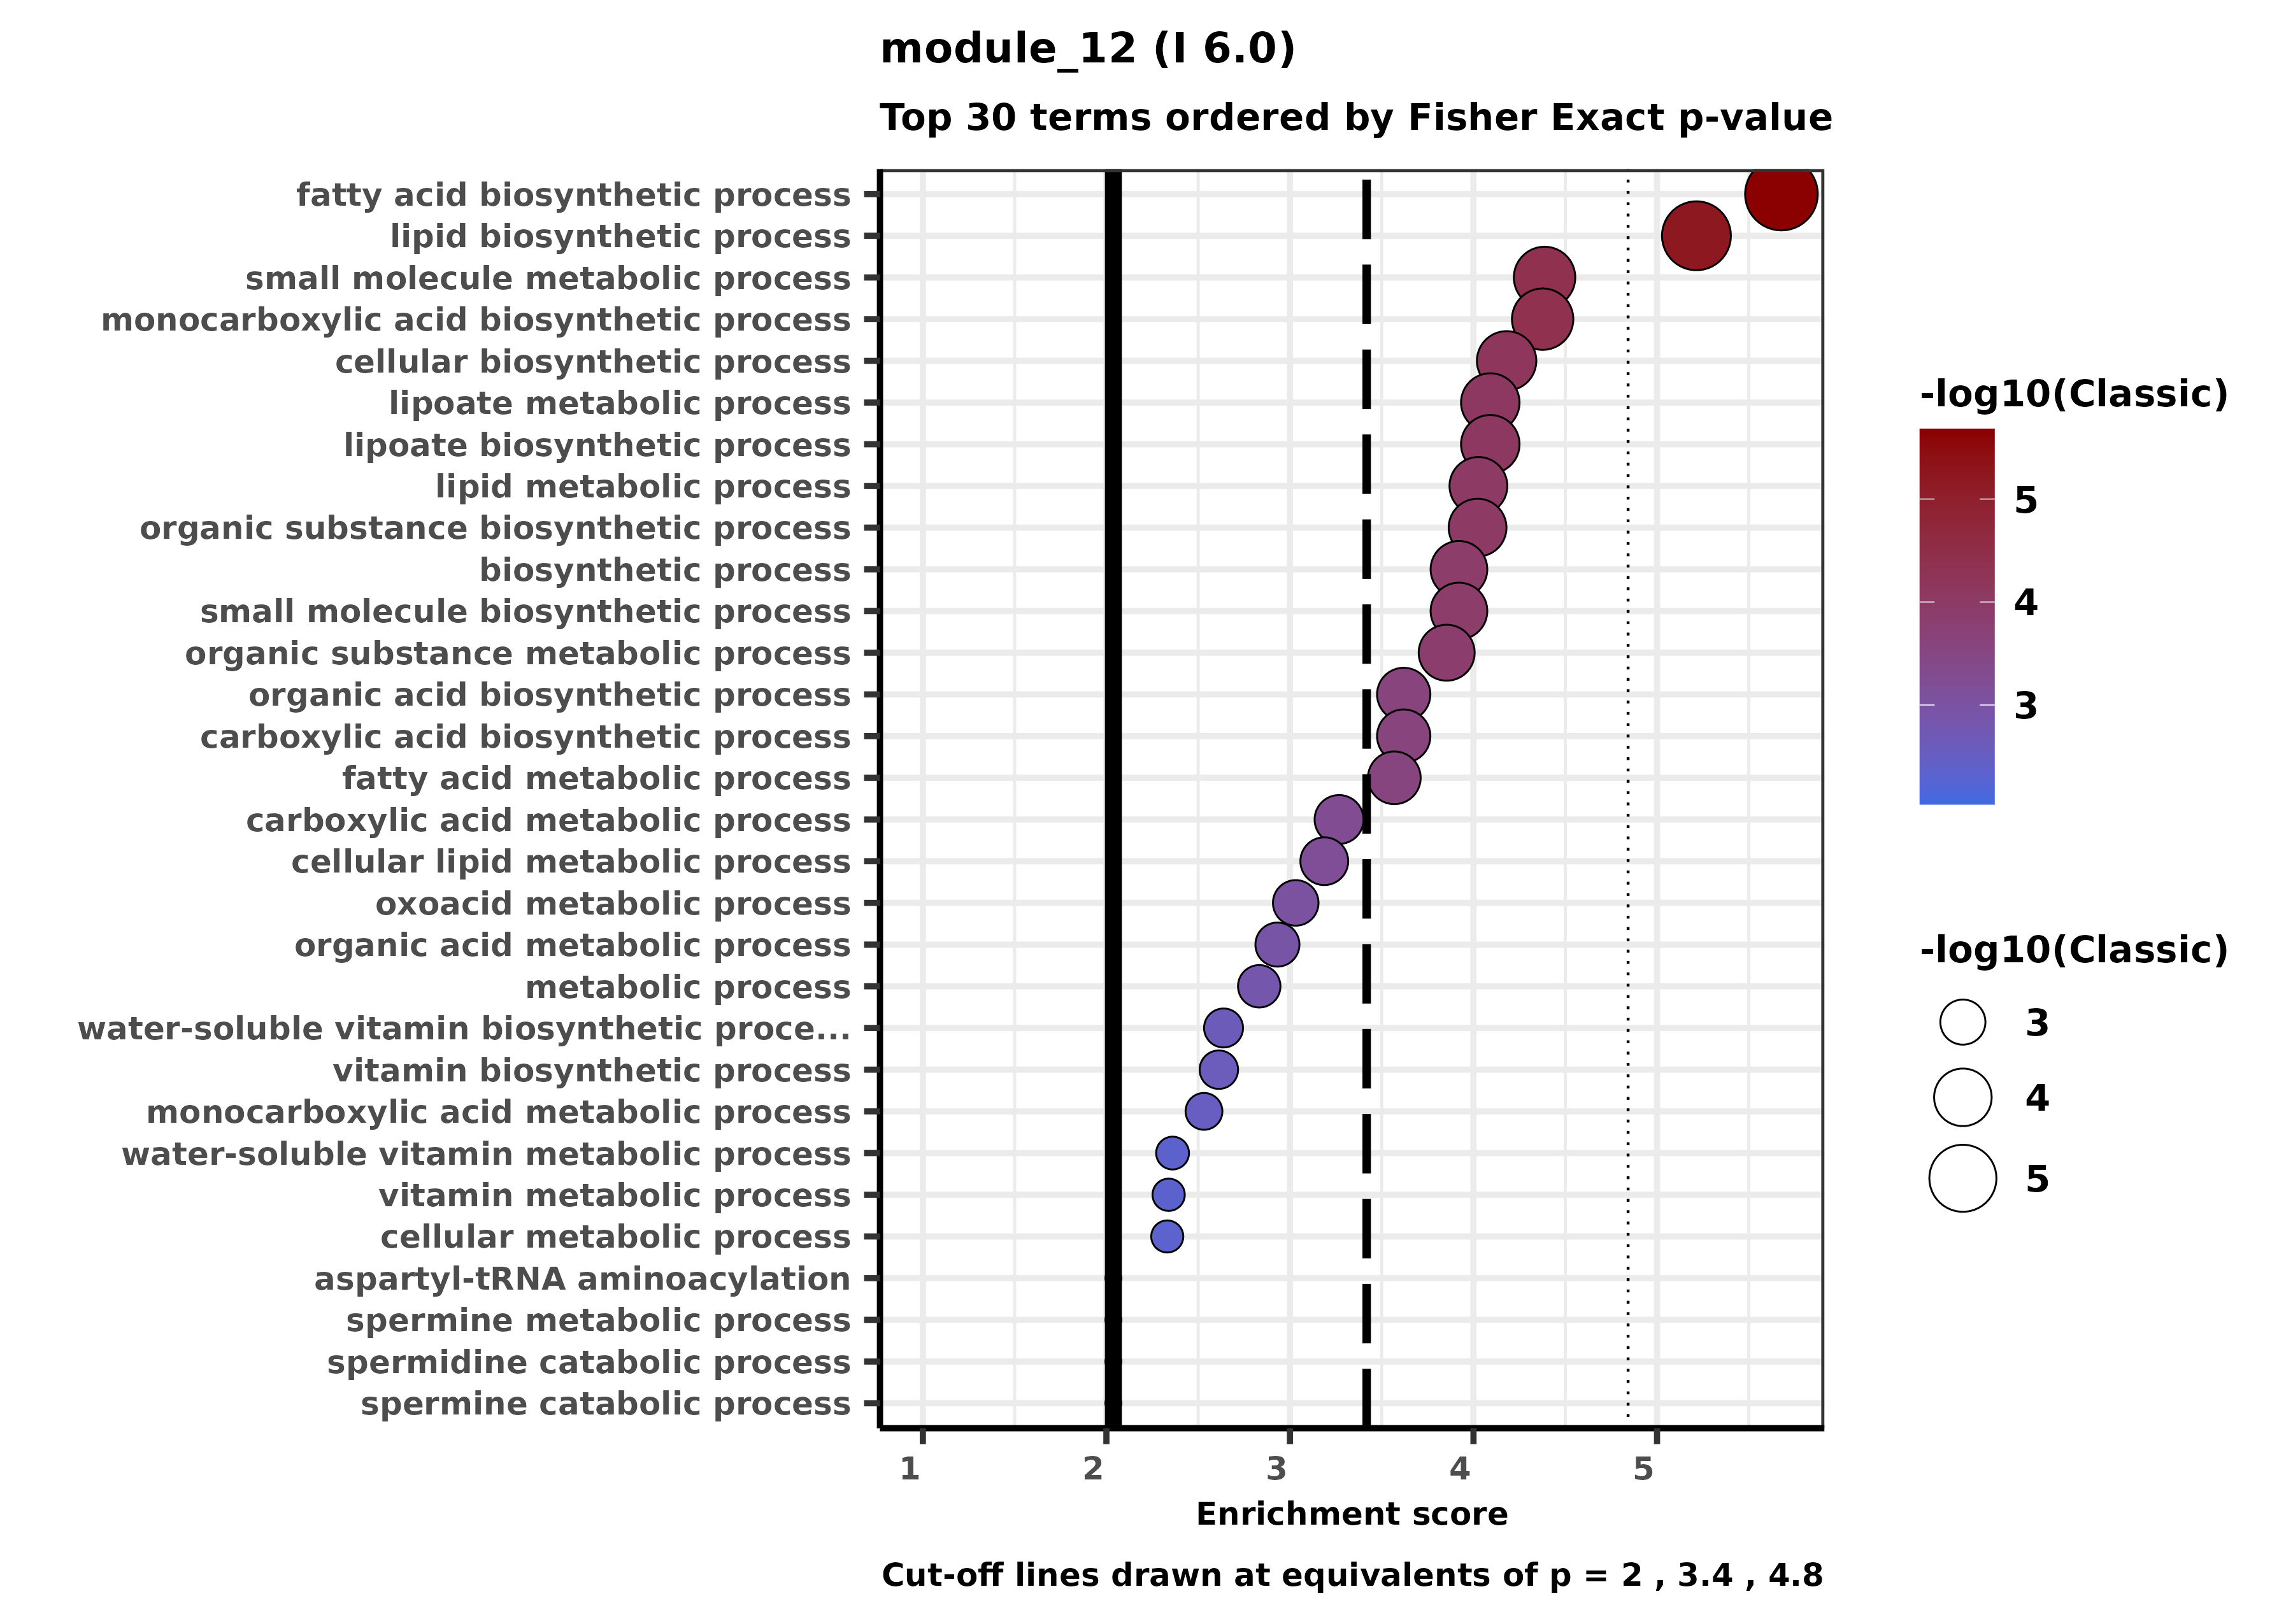 module_12 (I 6.0)
Top 30 terms ordered by Fisher Exact p-value
fatty acid biosynthetic process
lipid biosynthetic process
small molecule metabolic process
monocarboxylic acid biosynthetic process
cellular biosynthetic process
lipoate metabolic process
lipoate biosynthetic process
lipid metabolic process
organic substance biosynthetic process
biosynthetic process
small molecule biosynthetic process
organic substance metabolic process
organic acid biosynthetic process
carboxylic acid biosynthetic process
fatty acid metabolic process
carboxylic acid metabolic process
cellular lipid metabolic process
oxoacid metabolic process
organic acid metabolic process
metabolic process
water-soluble vitamin biosynthetic proce...
vitamin biosynthetic process
monocarboxylic acid metabolic process
water-soluble vitamin metabolic process
vitamin metabolic process
cellular metabolic process
aspartyl-tRNA aminoacylation
spermine metabolic process
spermidine catabolic process
spermine catabolic process
1 2 3 4 5
Enrichment score
Cut-off lines drawn at equivalents of p = 2 , 3.4 , 4.8
-log10(Classic)
5
4
3
-log10(Classic)
3
4
5